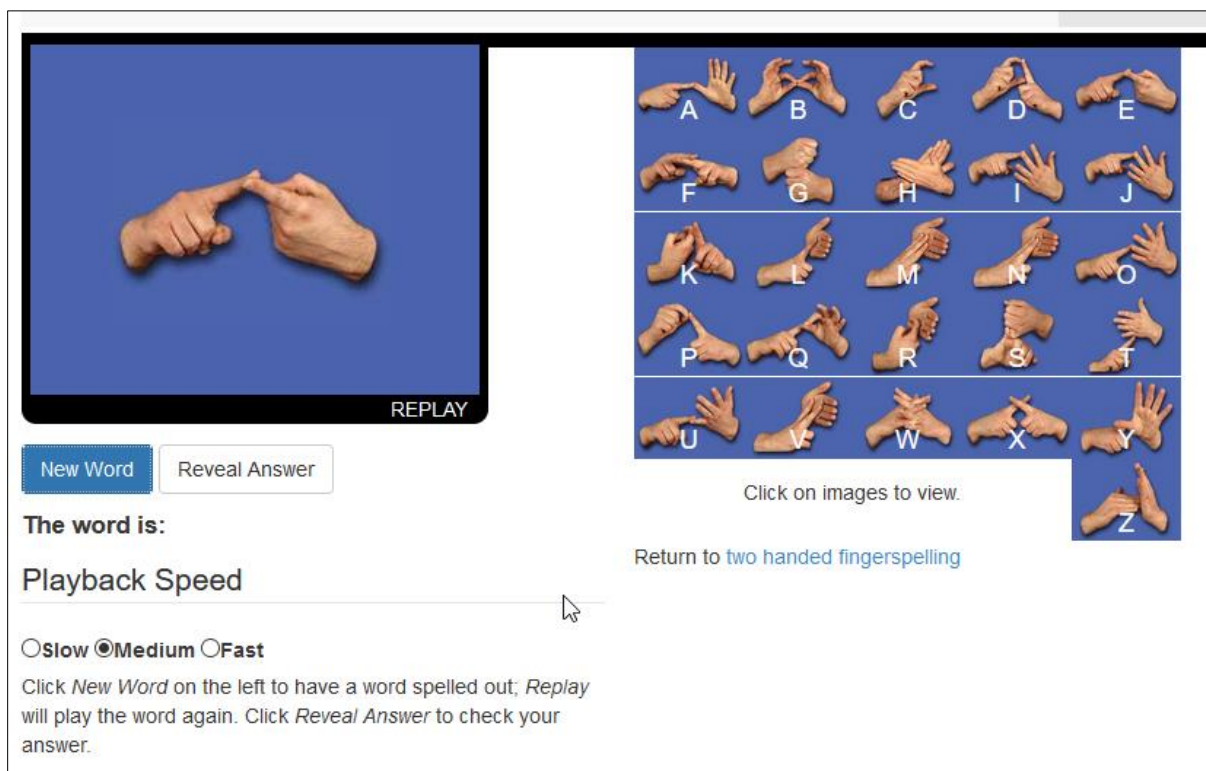 REPLAY
New Word
Reveal Answer
The word is:
Playback Speed
Slow Medium Fast
Click New Word on the left to have a word spelled out; Replay
will play the word again. Click Reveal Answer to check your
answer.
A B C D E
F G H I J
K L M N O
P Q R S T
U V W X Y
Z
Click on images to view.
Return to two handed fingerspelling